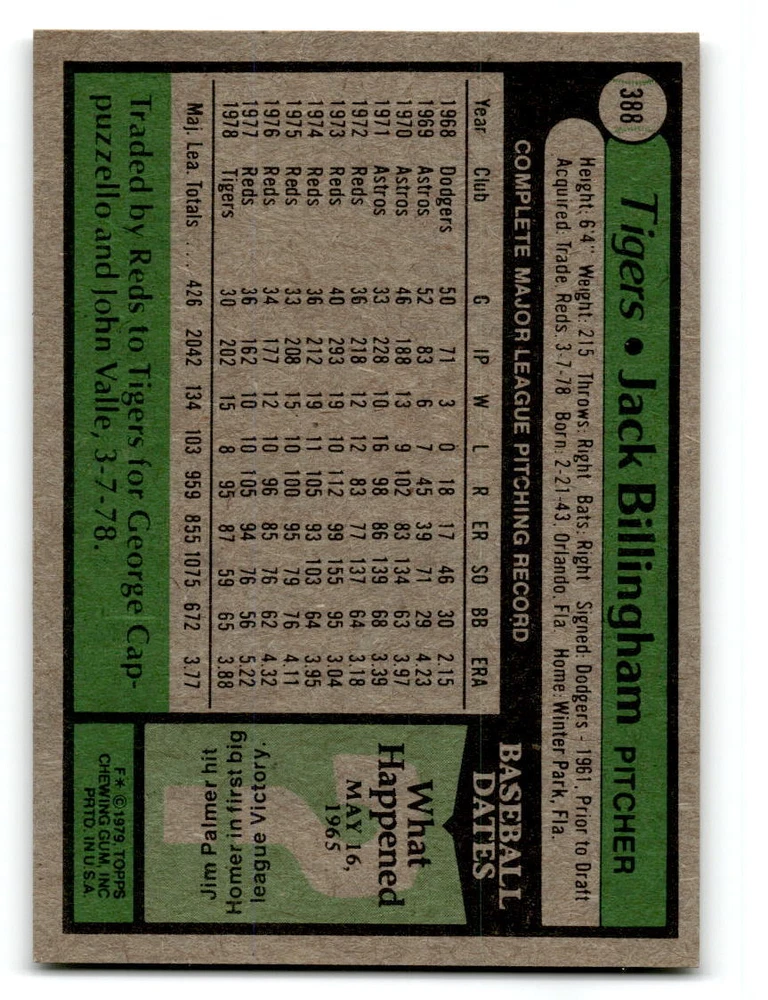 388
Tigers • Jack Billingham PITCHER
Height: 6'4" Weight: 215 Throws: Right Bats: Right Signed: Dodgers - 1961, Prior to Draft
Acquired: Trade, Reds, 3-7-78 Born: 2-21-43, Orlando, Fla. Home: Winter Park, Fla.
COMPLETE MAJOR LEAGUE PITCHING RECORD
Year Club G IP W L R ER SO BB ERA
1968 Dodgers 50 71 3 0 18 17 46 30 2.15
1969 Astros 52 83 6 7 45 39 71 29 4.23
1970 Astros 46 188 13 9 102 83 134 63 3.97
1971 Astros 33 228 10 16 98 86 139 68 3.39
1972 Reds 36 218 12 12 83 77 137 64 3.18
1973 Reds 40 293 19 10 112 99 155 95 3.04
1974 Reds 36 212 19 11 105 93 103 64 3.95
1975 Reds 33 208 15 10 100 95 79 76 4.11
1976 Reds 34 177 12 10 96 85 76 62 4.32
1977 Reds 36 162 10 10 105 94 76 56 5.22
1978 Tigers 30 202 15 8 95 87 59 65 3.88
Maj. Lea. Totals .... 426 2042 134 103 959 855 1075 672 3.77
Traded by Reds to Tigers for George Cap-
puzzello and John Valle, 3-7-78.
BASEBALL
DATES
What
Happened
MAY 16,
1965
Jim Palmer hit
Homer in first big
league Victory.
F* © 1979, TOPPS
CHEWING GUM, INC
PRTD. IN U.S.A.